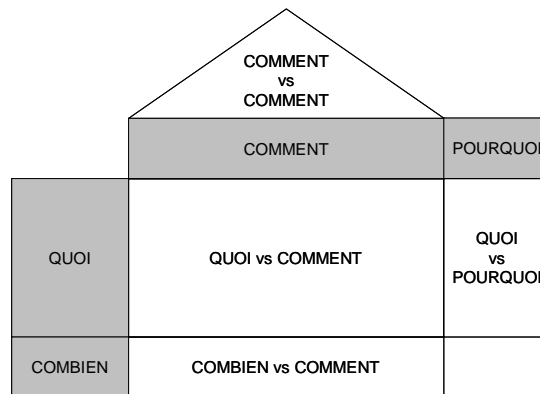 COMMENT
vs
COMMENT
COMMENT
POURQUOI
QUOI
QUOI vs COMMENT
QUOI
vs
POURQUOI
COMBIEN
COMBIEN vs COMMENT